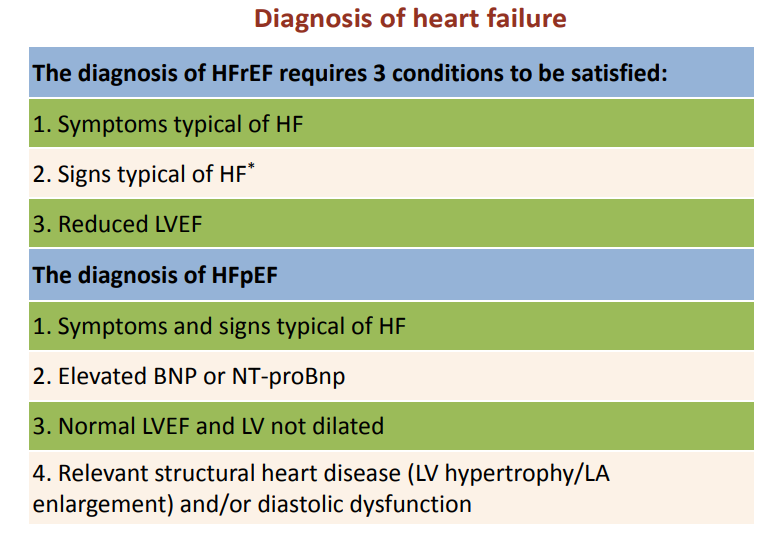 Diagnosis of heart failure
The diagnosis of HFrEF requires 3 conditions to be satisfied:
1. Symptoms typical of HF
2. Signs typical of HF*
3. Reduced LVEF
The diagnosis of HFpEF
1. Symptoms and signs typical of HF
2. Elevated BNP or NT-proBnp
3. Normal LVEF and LV not dilated
4. Relevant structural heart disease (LV hypertrophy/LA
enlargement) and/or diastolic dysfunction